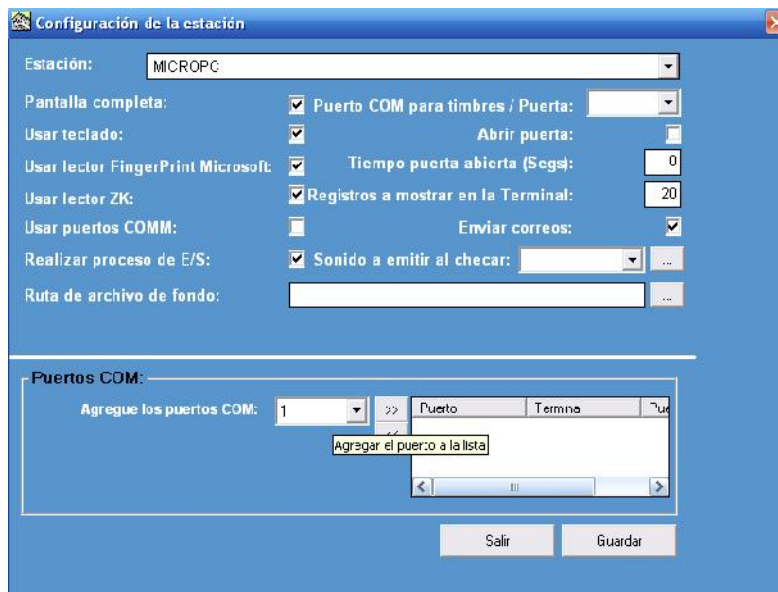 Configuración de la estación
Estación: MICROPC
Pantalla completa: Puerto COM para timbres / Puerta:
Usar teclado: Abrir puerta:
Usar lector FingerPrint Microsoft: Tiempo puerta abierta (Segs): 0
Usar lector ZK: Registros a mostrar en la Terminal: 20
Usar puertos COMM: Enviar correos:
Realizar proceso de E/S: Sonido a emitir al checar: ...
Ruta de archivo de fondo: ...
Puertos COM:
Agregue los puertos COM: 1 >> Puerto Termina Pue
Agregar el puerto a la lista
Salir Guardar